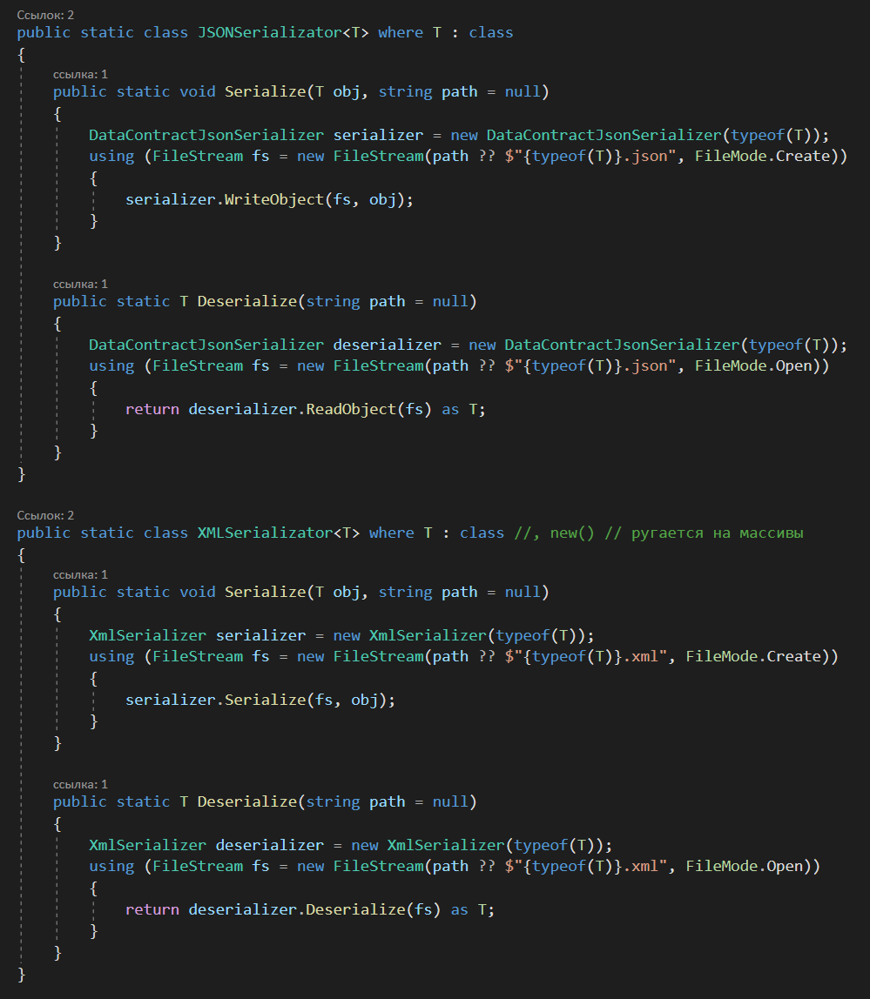 Ссылок: 2
public static class JSONSerializator<T> where T : class
{
ссылка: 1
public static void Serialize(T obj, string path = null)
{
DataContractJsonSerializer serializer = new DataContractJsonSerializer(typeof(T));
using (FileStream fs = new FileStream(path ?? $"{typeof(T)}.json", FileMode.Create))
{
serializer.WriteObject(fs, obj);
}
}
ссылка: 1
public static T Deserialize(string path = null)
{
DataContractJsonSerializer deserializer = new DataContractJsonSerializer(typeof(T));
using (FileStream fs = new FileStream(path ?? $"{typeof(T)}.json", FileMode.Open))
{
return deserializer.ReadObject(fs) as T;
}
}
}
Ссылок: 2
public static class XMLSerializator<T> where T : class //, new() // ругается на массивы
{
ссылка: 1
public static void Serialize(T obj, string path = null)
{
XmlSerializer serializer = new XmlSerializer(typeof(T));
using (FileStream fs = new FileStream(path ?? $"{typeof(T)}.xml", FileMode.Create))
{
serializer.Serialize(fs, obj);
}
}
ссылка: 1
public static T Deserialize(string path = null)
{
XmlSerializer deserializer = new XmlSerializer(typeof(T));
using (FileStream fs = new FileStream(path ?? $"{typeof(T)}.xml", FileMode.Open))
{
return deserializer.Deserialize(fs) as T;
}
}
}